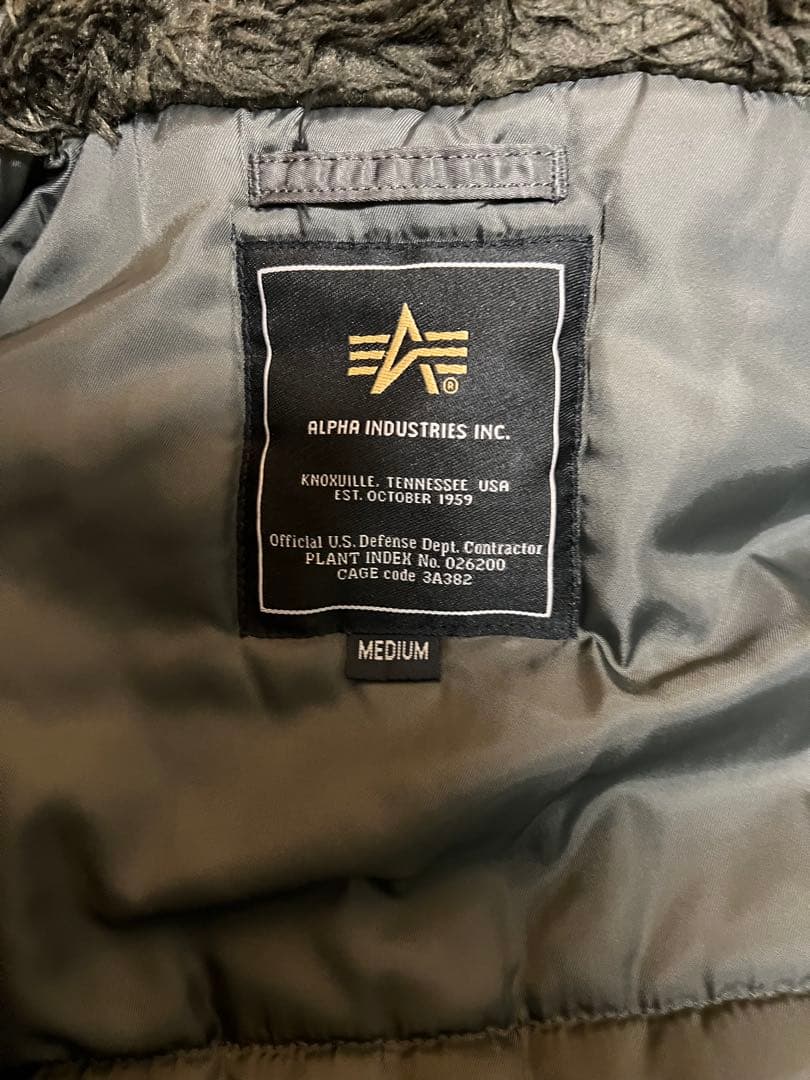 ®
ALPHA INDUSTRIES INC.
KNOXVILLE, TENNESSEE USA
EST. OCTOBER 1959
Official U.S. Defense Dept. Contractor
PLANT INDEX No. 026200
CAGE code 3A382
MEDIUM